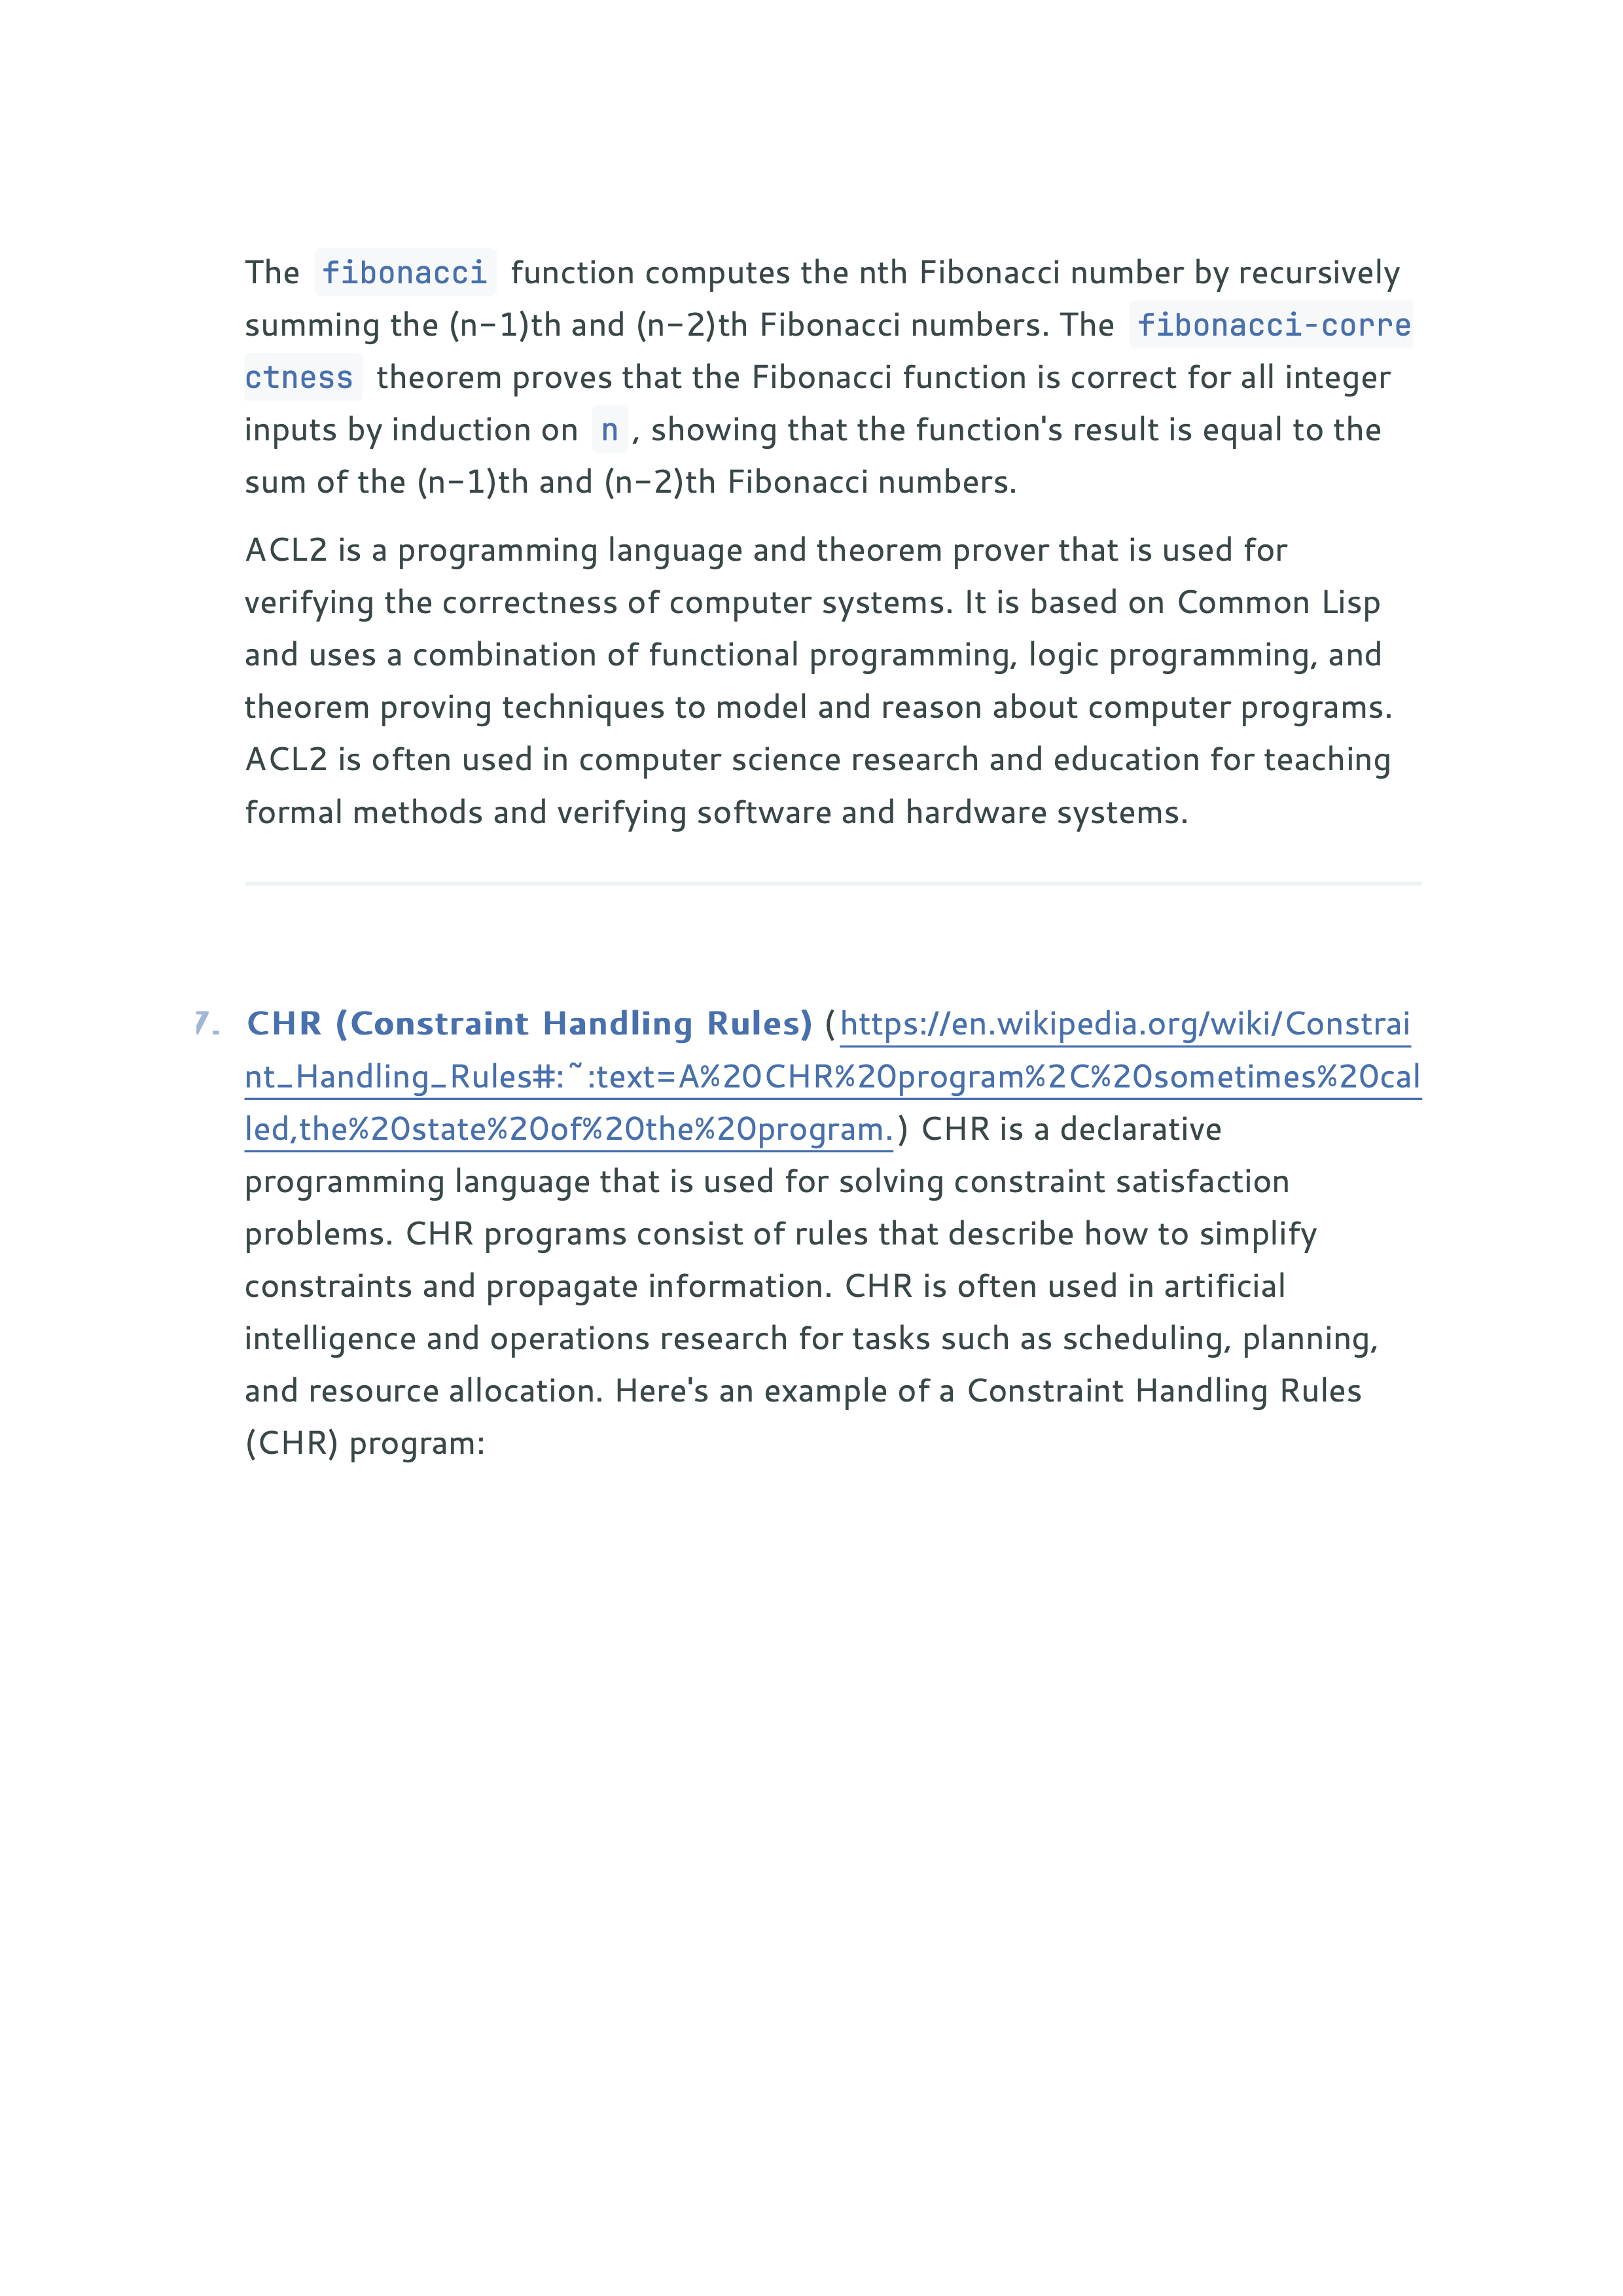 The fibonacci function computes the nth Fibonacci number by recursively
summing the (n-1)th and (n-2)th Fibonacci numbers. The fibonacci-corre
ctness theorem proves that the Fibonacci function is correct for all integer
inputs by induction on n, showing that the function's result is equal to the
sum of the (n-1)th and (n-2)th Fibonacci numbers.
ACL2 is a programming language and theorem prover that is used for
verifying the correctness of computer systems. It is based on Common Lisp
and uses a combination of functional programming, logic programming, and
theorem proving techniques to model and reason about computer programs.
ACL2 is often used in computer science research and education for teaching
formal methods and verifying software and hardware systems.
7. CHR (Constraint Handling Rules) (https://en.wikipedia.org/wiki/Constrai
nt_Handling_Rules#:~:text=A%20CHR%20program%2C%20sometimes%20cal
led,the%20state%20of%20the%20program.) CHR is a declarative
programming language that is used for solving constraint satisfaction
problems. CHR programs consist of rules that describe how to simplify
constraints and propagate information. CHR is often used in artificial
intelligence and operations research for tasks such as scheduling, planning,
and resource allocation. Here's an example of a Constraint Handling Rules
(CHR) program: